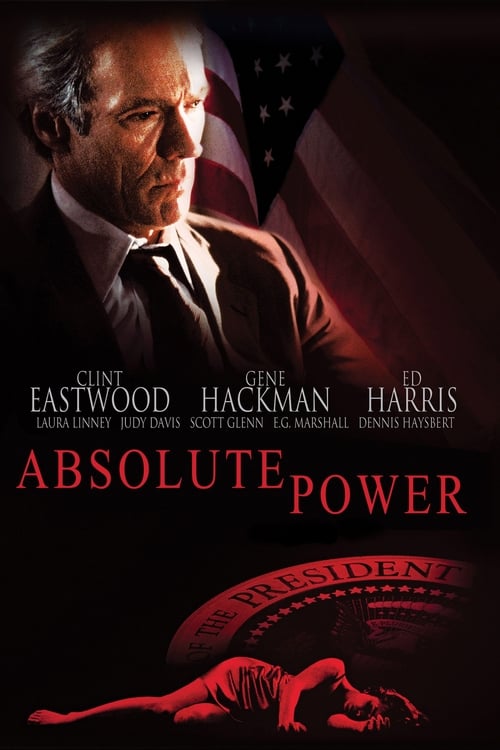 CLINT EASTWOOD GENE HACKMAN ED HARRIS
LAURA LINNEY JUDY DAVIS SCOTT GLENN E.G. MARSHALL DENNIS HAYSBERT
ABSOLUTE POWER
OF THE PRESIDENT